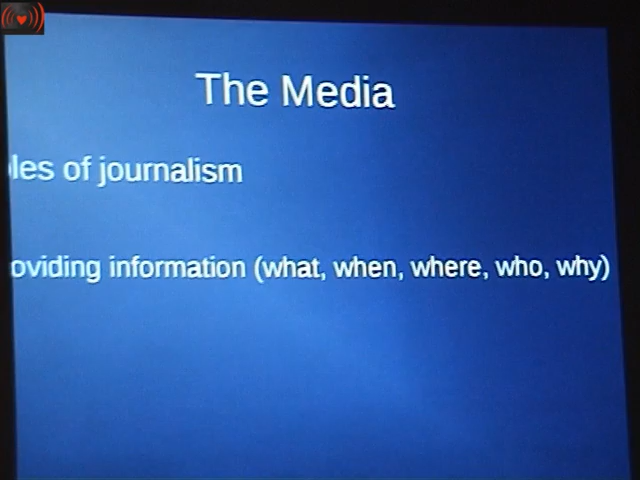 The Media
les of journalism
oviding information (what, when, where, who, why)